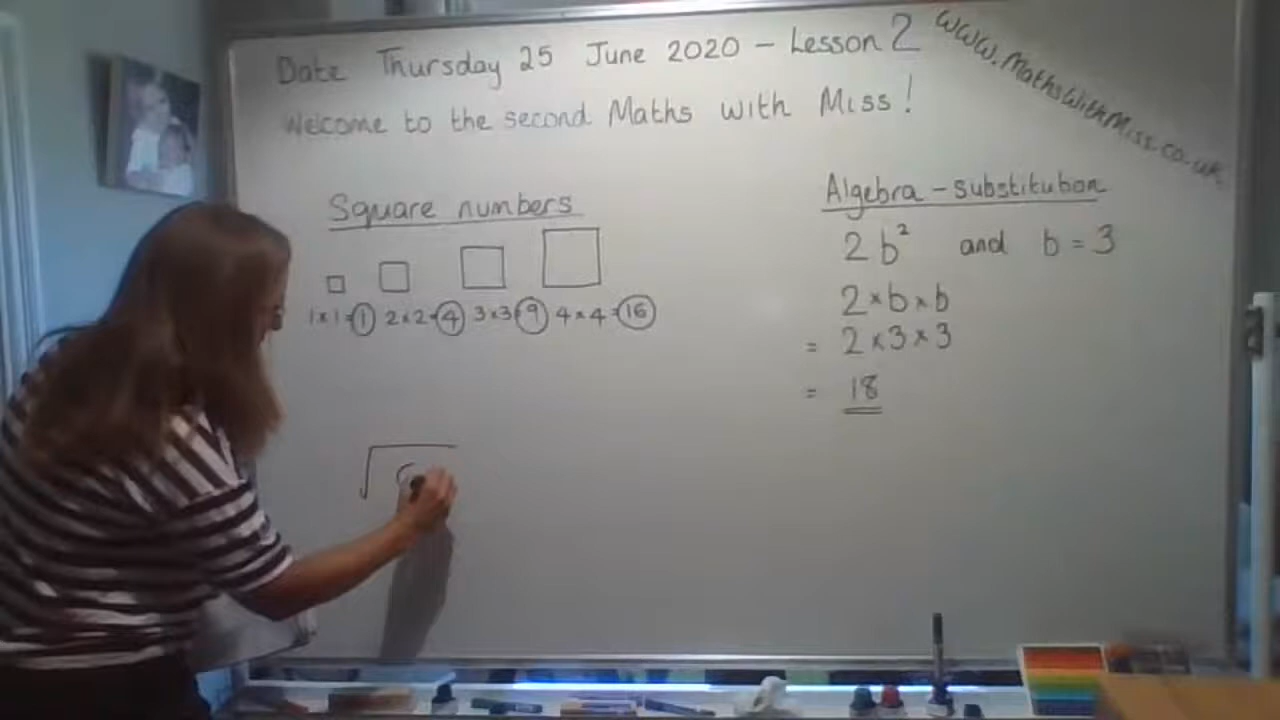 Date Thursday 25 June 2020 – Lesson 2
Welcome to the second Maths with Miss!
www.MathsWithMiss.co.uk
Square numbers
1×1=1 2×2=4 3×3=9 4×4=16
√
Algebra – substitution
2b² and b = 3
2×b×b
= 2×3×3
= 18